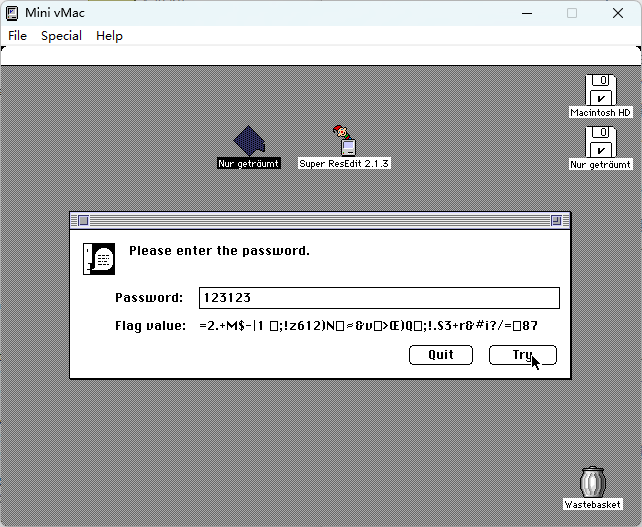 Mini vMac
File Special Help
Macintosh HD
Nur geträumt
Super ResEdit 2.1.3
Nur geträumt
Please enter the password.
Password: 123123
Flag value: =2.+M$-|1 □;!z612)N□≈&v□>Œ)Q□;!.S3+r&#i?/=□87
Quit
Try
Wastebasket